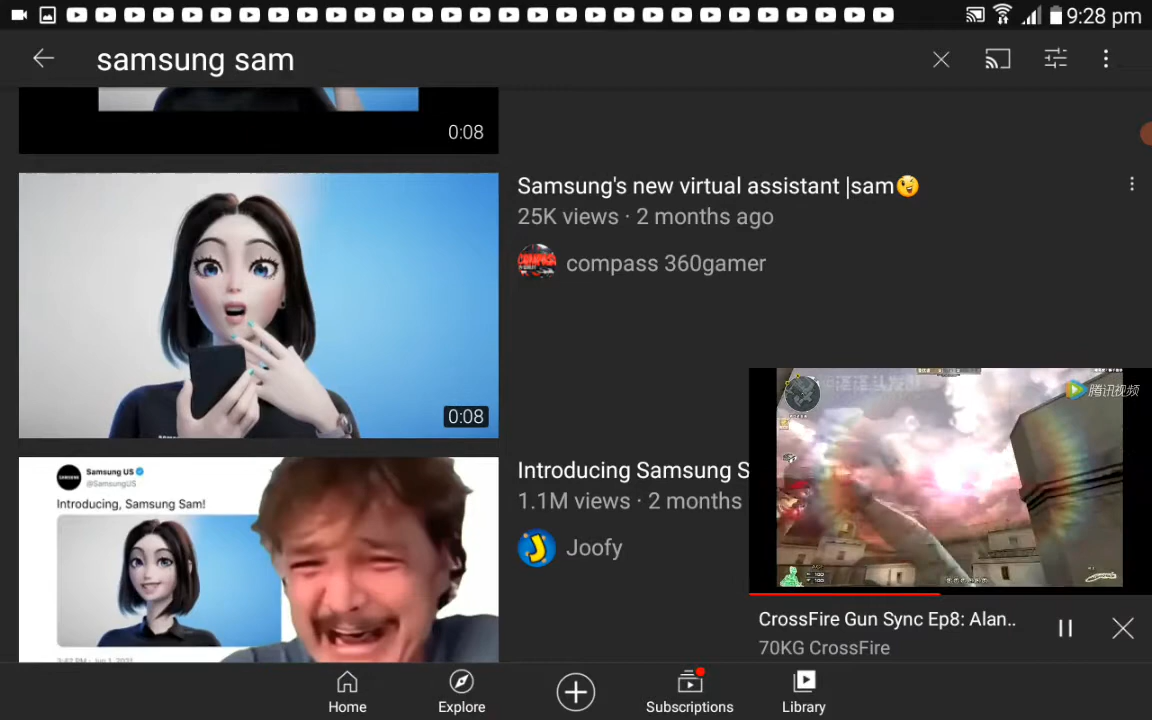 9:28 pm
samsung sam
0:08
Samsung's new virtual assistant |sam😉
25K views · 2 months ago
compass 360gamer
0:08
Samsung US
@SamsungUS
Introducing, Samsung Sam!
Introducing Samsung S
1.1M views · 2 months
Joofy
腾讯视频
CrossFire Gun Sync Ep8: Alan..
70KG CrossFire
Home
Explore
Subscriptions
Library